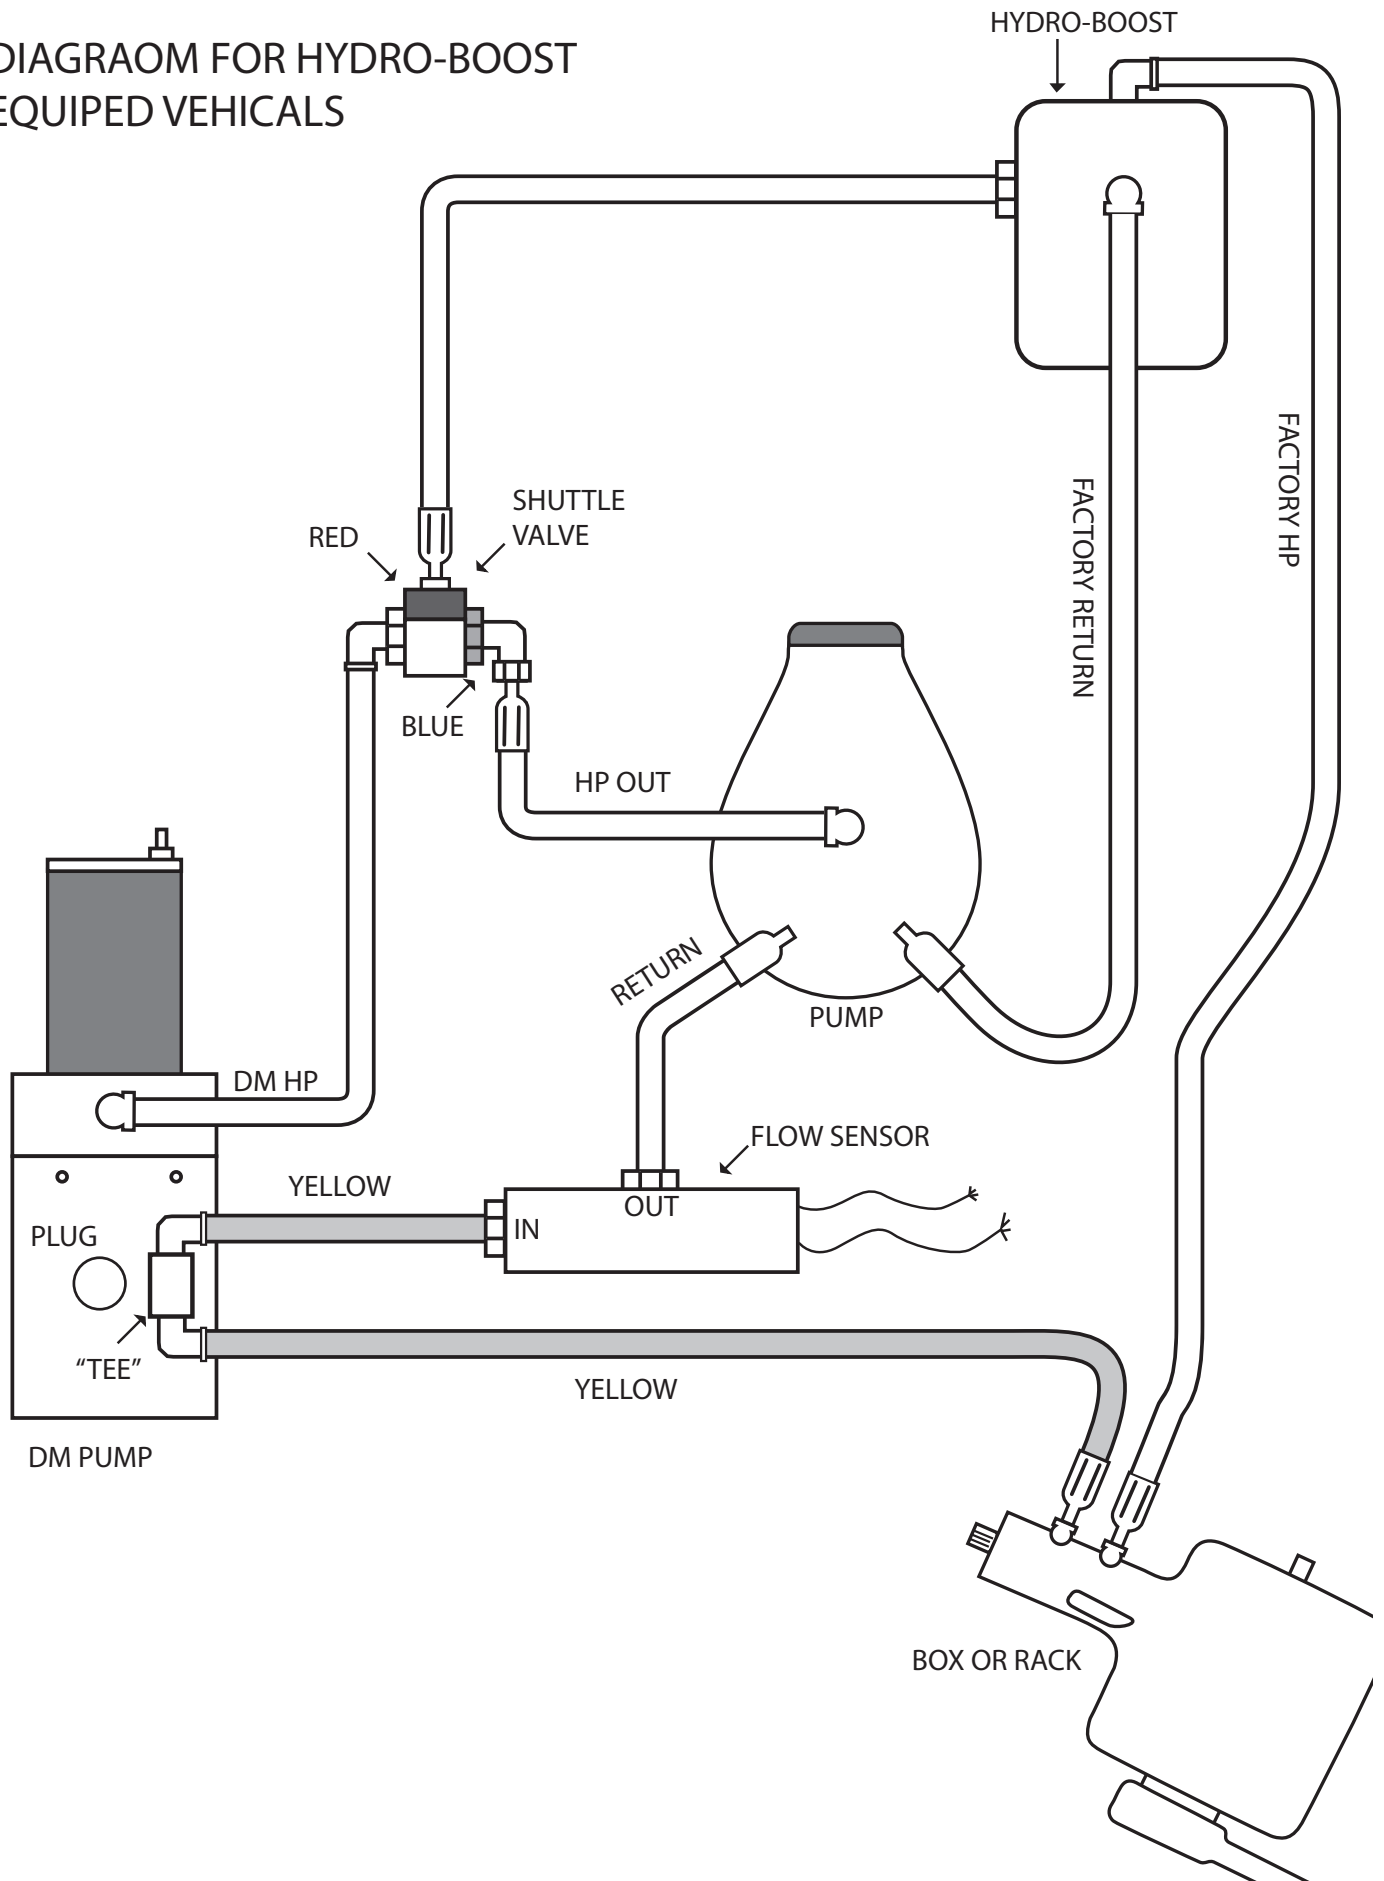 DIAGRAOM FOR HYDRO-BOOST
EQUIPED VEHICALS
HYDRO-BOOST
FACTORY HP
FACTORY RETURN
SHUTTLE
VALVE
RED
BLUE
HP OUT
RETURN
PUMP
DM HP
FLOW SENSOR
YELLOW
OUT
IN
PLUG
"TEE"
YELLOW
DM PUMP
BOX OR RACK